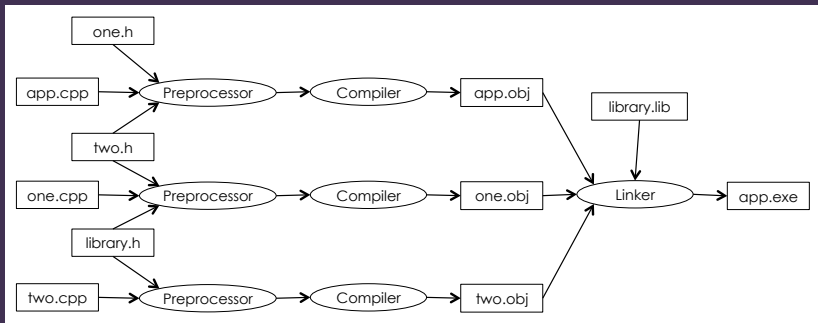 one.h
app.cpp
Preprocessor
Compiler
app.obj
library.lib
two.h
one.cpp
Preprocessor
Compiler
one.obj
Linker
app.exe
library.h
two.cpp
Preprocessor
Compiler
two.obj